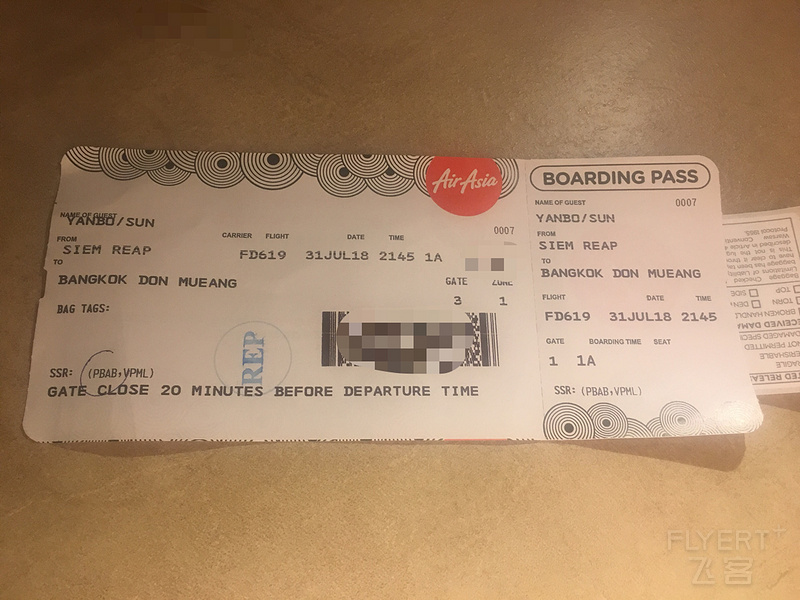 AirAsia
NAME OF GUEST
YANBO/SUN
0007
FROM CARRIER FLIGHT DATE TIME
SIEM REAP FD619 31JUL18 2145 1A
TO
BANGKOK DON MUEANG
GATE ZONE
3 1
BAG TAGS:
REP
SSR: (PBAB,VPML)
GATE CLOSE 20 MINUTES BEFORE DEPARTURE TIME
BOARDING PASS
NAME OF GUEST 0007
YANBO/SUN
FROM
SIEM REAP
TO
BANGKOK DON MUEANG
FLIGHT DATE TIME
FD619 31JUL18 2145
GATE BOARDING TIME SEAT
1 1A
SSR: (PBAB,VPML)
FLYERT+
飞客